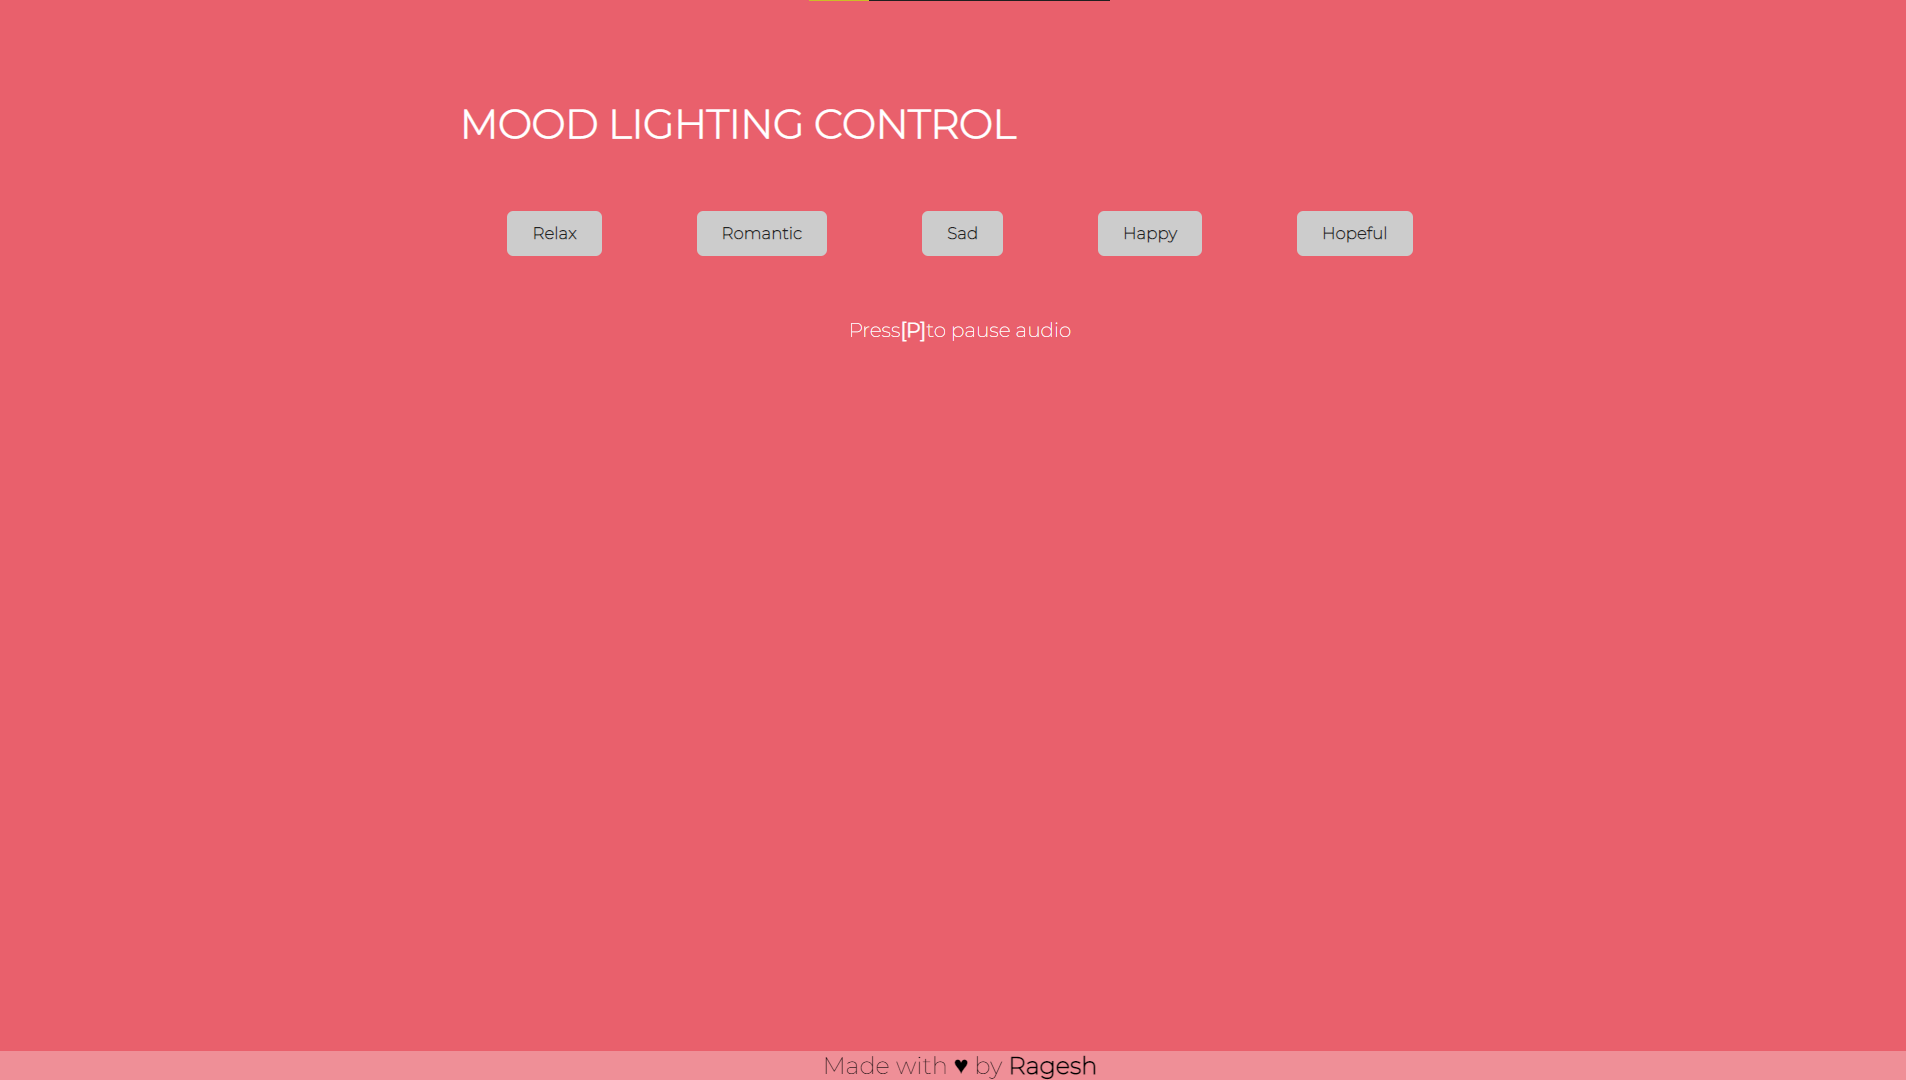 MOOD LIGHTING CONTROL
Relax Romantic Sad Happy Hopeful
Press[P]to pause audio
Made with ♥ by Ragesh